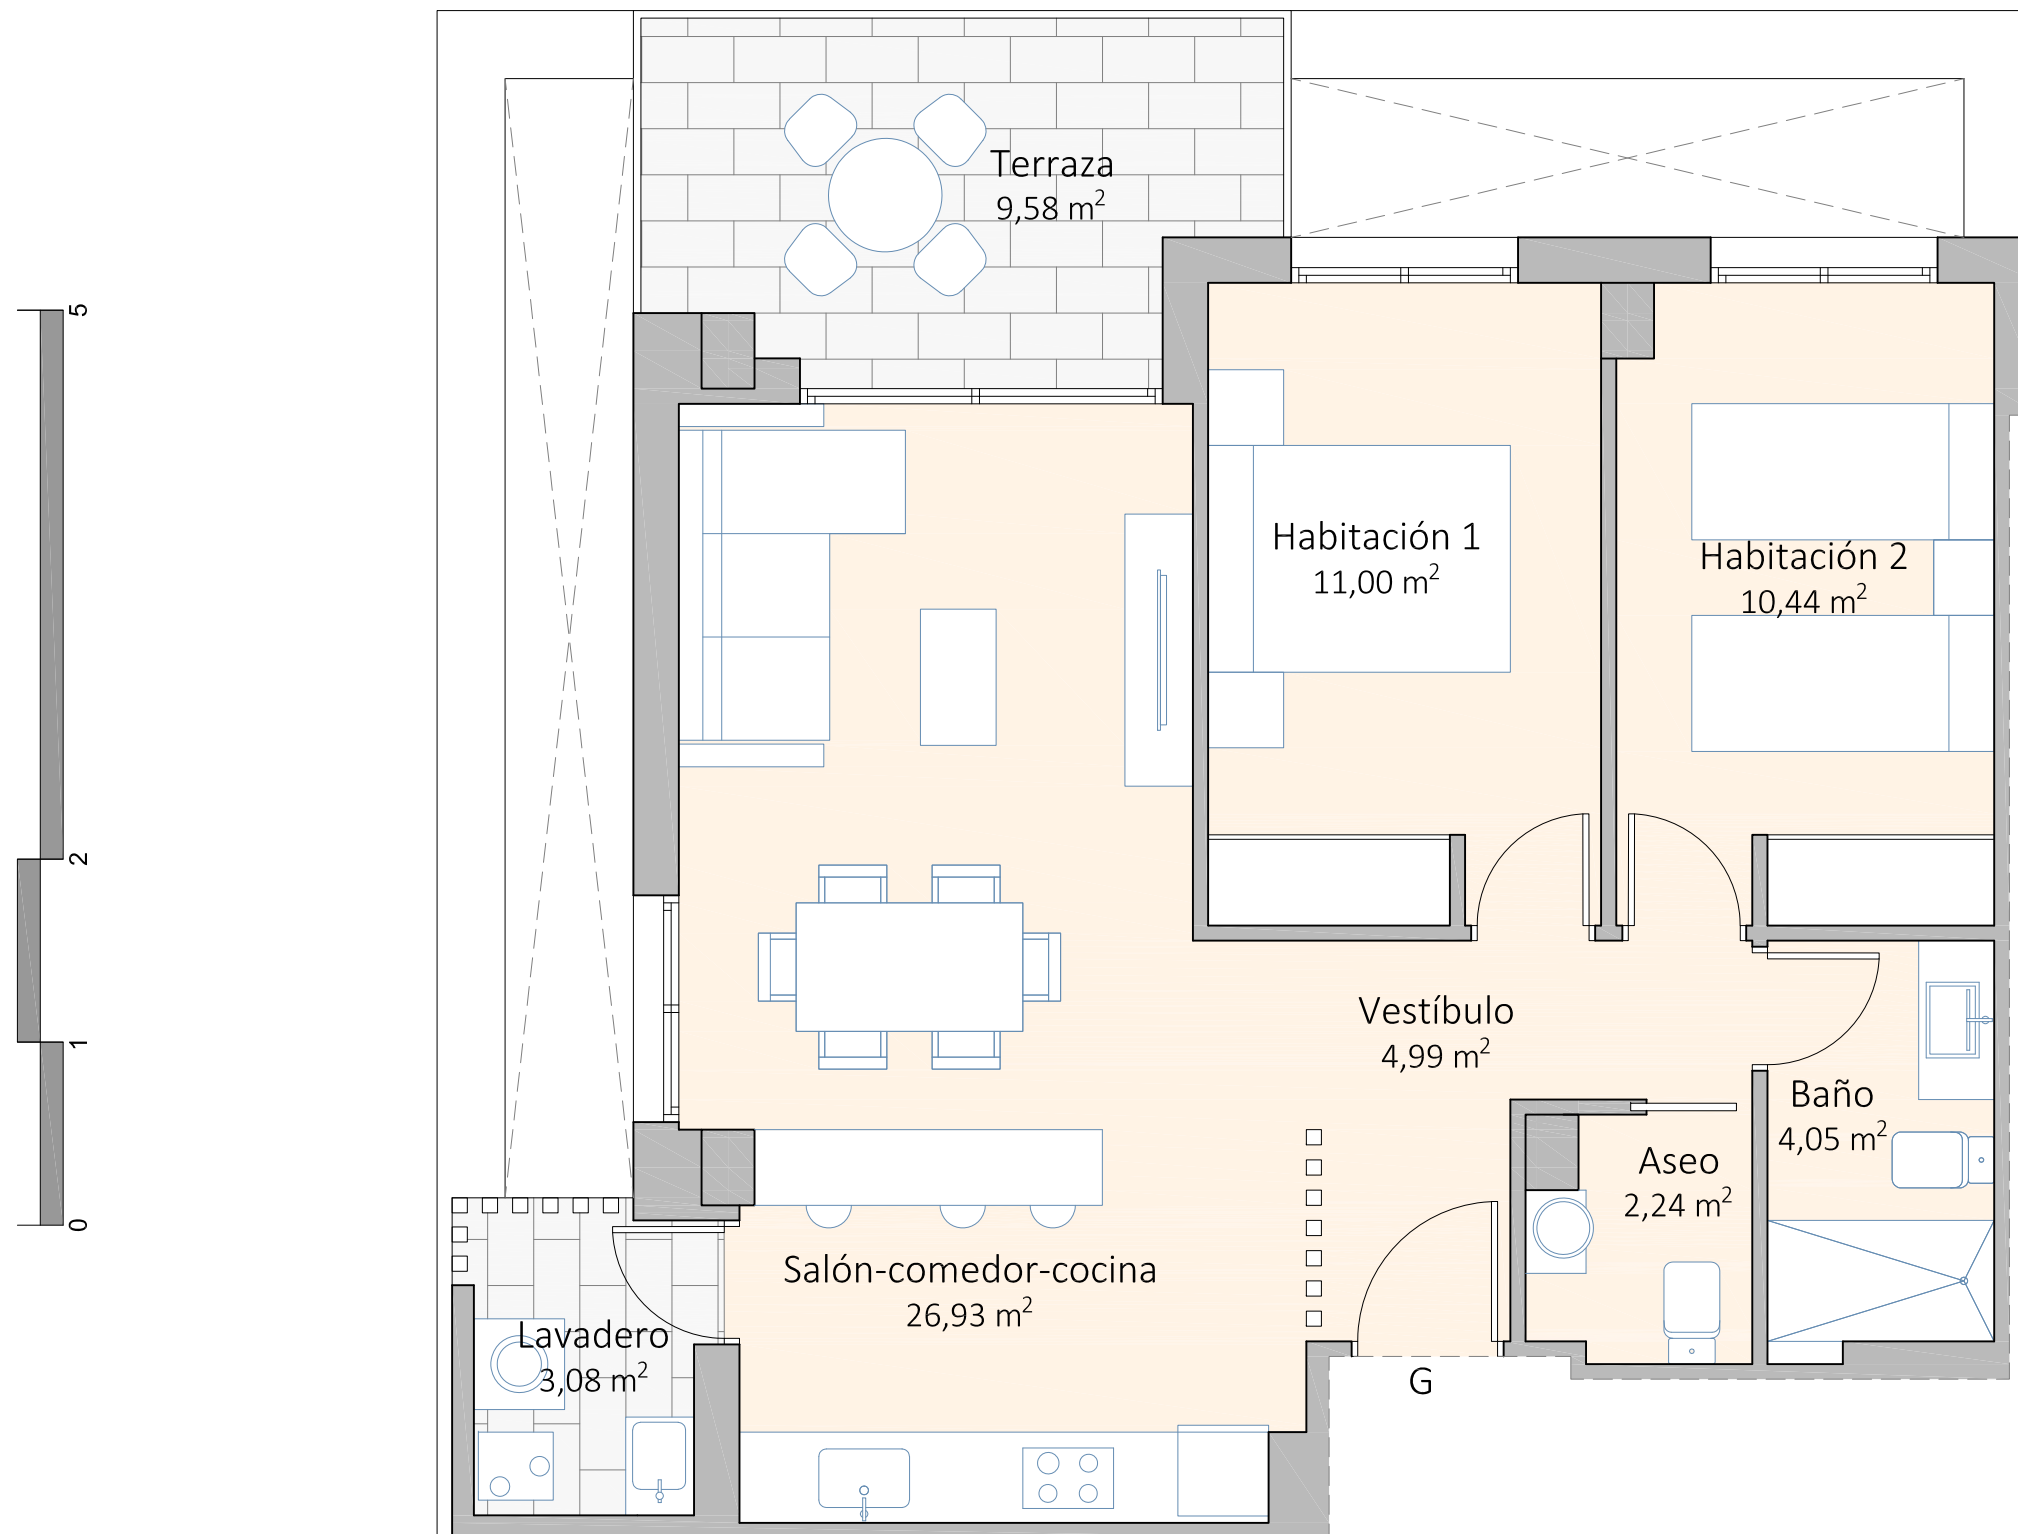 Terraza
9,58 m²
5
Habitación 1
11,00 m²
Habitación 2
10,44 m²
2
Vestíbulo
4,99 m²
1
Baño
4,05 m²
Aseo
2,24 m²
0
Salón-comedor-cocina
26,93 m²
Lavadero
3,08 m²
G